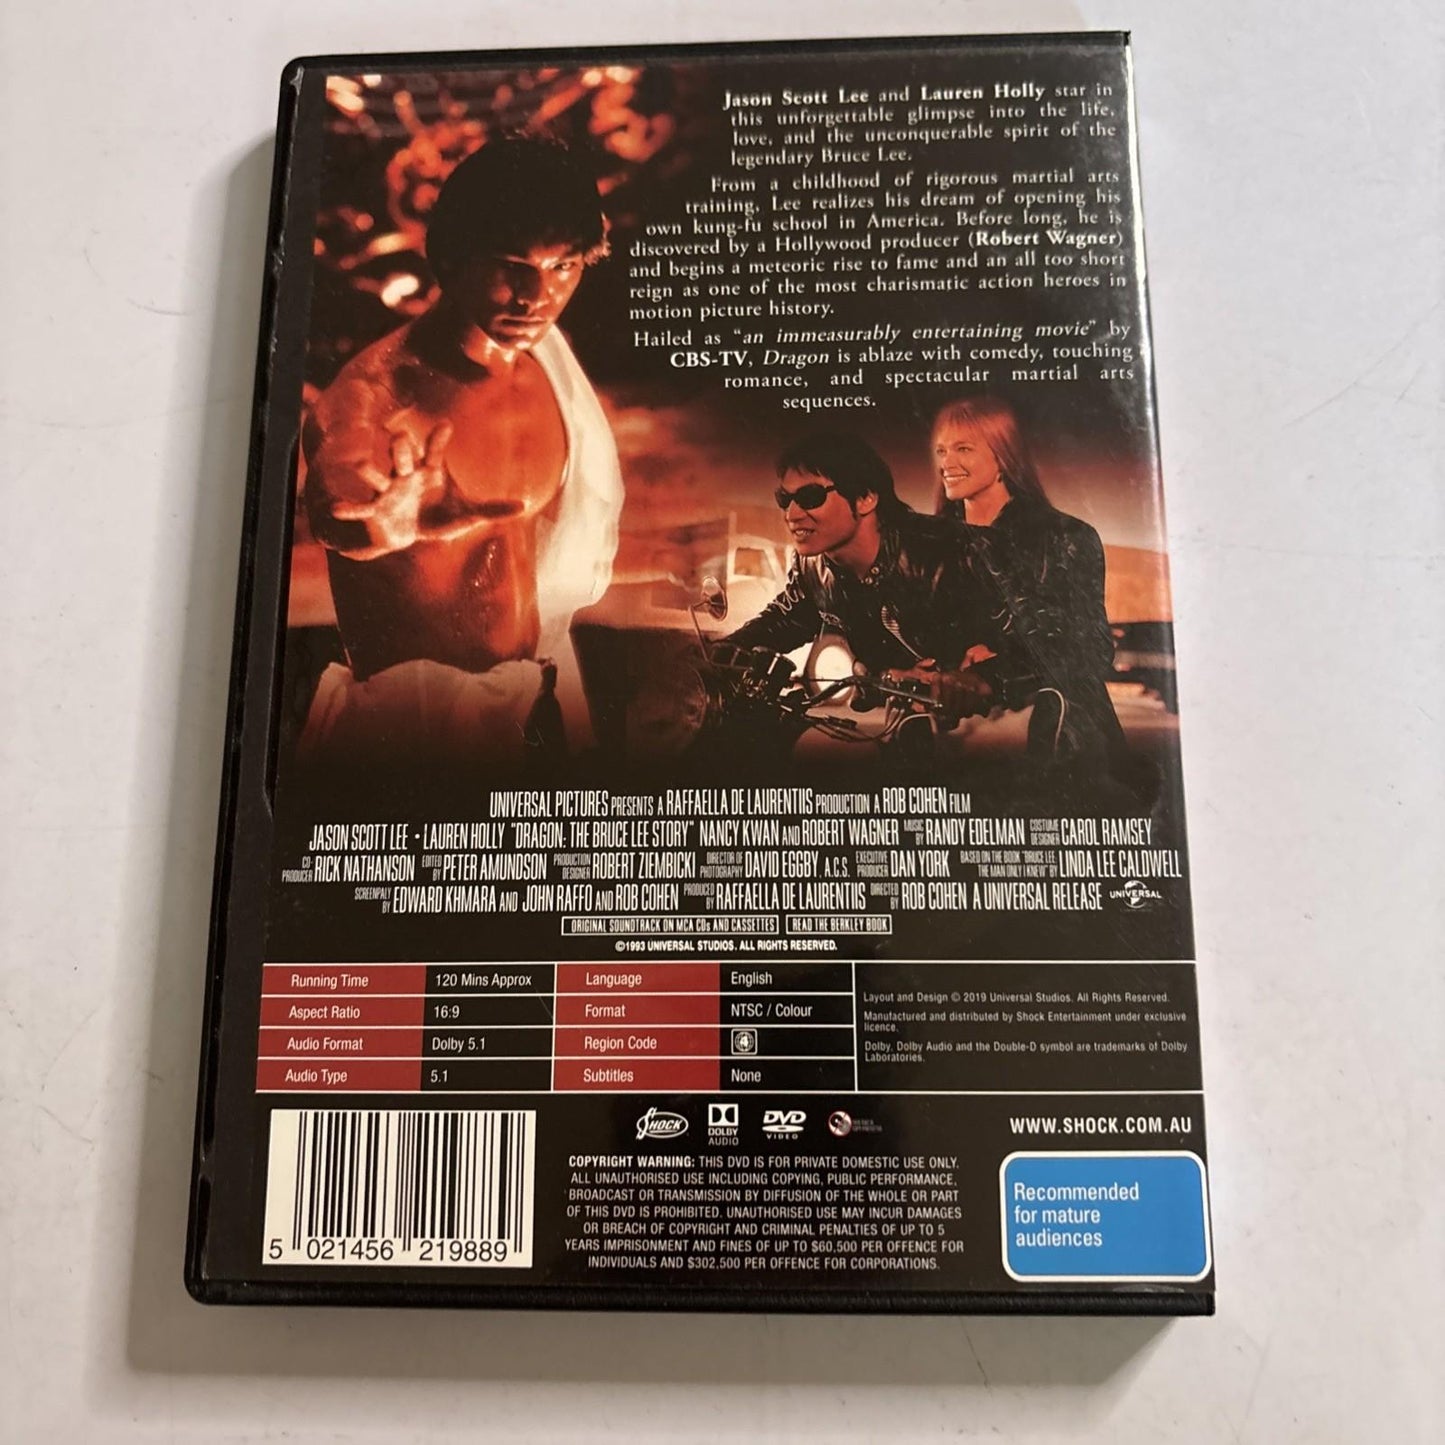 Jason Scott Lee and Lauren Holly star in
this unforgettable glimpse into the life,
love, and the unconquerable spirit of the
legendary Bruce Lee.
From a childhood of rigorous martial arts
training, Lee realizes his dream of opening his
own kung-fu school in America. Before long, he is
discovered by a Hollywood producer (Robert Wagner)
and begins a meteoric rise to fame and an all too short
reign as one of the most charismatic action heroes in
motion picture history.
Hailed as "an immeasurably entertaining movie" by
CBS-TV, Dragon is ablaze with comedy, touching
romance, and spectacular martial arts
sequences.
UNIVERSAL PICTURES PRESENTS A RAFFAELLA DE LAURENTIIS PRODUCTION A ROB COHEN FILM
JASON SCOTT LEE • LAUREN HOLLY "DRAGON: THE BRUCE LEE STORY" NANCY KWAN AND ROBERT WAGNER MUSIC BY RANDY EDELMAN COSTUME DESIGNER CAROL RAMSEY
CO-PRODUCER RICK NATHANSON EDITED BY PETER AMUNDSON PRODUCTION DESIGNER ROBERT ZIEMBICKI DIRECTOR OF PHOTOGRAPHY DAVID EGGBY, A.C.S. EXECUTIVE PRODUCER DAN YORK BASED ON THE BOOK "BRUCE LEE: THE MAN ONLY I KNEW" BY LINDA LEE CALDWELL
SCREENPALY BY EDWARD KHMARA AND JOHN RAFFO AND ROB COHEN PRODUCED BY RAFFAELLA DE LAURENTIIS DIRECTED BY ROB COHEN A UNIVERSAL RELEASE UNIVERSAL
ORIGINAL SOUNDTRACK ON MCA CDs AND CASSETTES READ THE BERKLEY BOOK
©1993 UNIVERSAL STUDIOS. ALL RIGHTS RESERVED.
Running Time 120 Mins Approx Language English
Aspect Ratio 16:9 Format NTSC / Colour
Audio Format Dolby 5.1 Region Code 4
Audio Type 5.1 Subtitles None
Layout and Design © 2019 Universal Studios. All Rights Reserved.
Manufactured and distributed by Shock Entertainment under exclusive
licence.
Dolby, Dolby Audio and the Double-D symbol are trademarks of Dolby
Laboratories.
SHOCK DOLBY AUDIO DVD VIDEO
WWW.SHOCK.COM.AU
COPYRIGHT WARNING: THIS DVD IS FOR PRIVATE DOMESTIC USE ONLY.
ALL UNAUTHORISED USE INCLUDING COPYING, PUBLIC PERFORMANCE,
BROADCAST OR TRANSMISSION BY DIFFUSION OF THE WHOLE OR PART
OF THIS DVD IS PROHIBITED. UNAUTHORISED USE MAY INCUR DAMAGES
OR BREACH OF COPYRIGHT AND CRIMINAL PENALTIES OF UP TO 5
YEARS IMPRISONMENT AND FINES OF UP TO $60,500 PER OFFENCE FOR
INDIVIDUALS AND $302,500 PER OFFENCE FOR CORPORATIONS.
Recommended
for mature
audiences
5 021456 219889